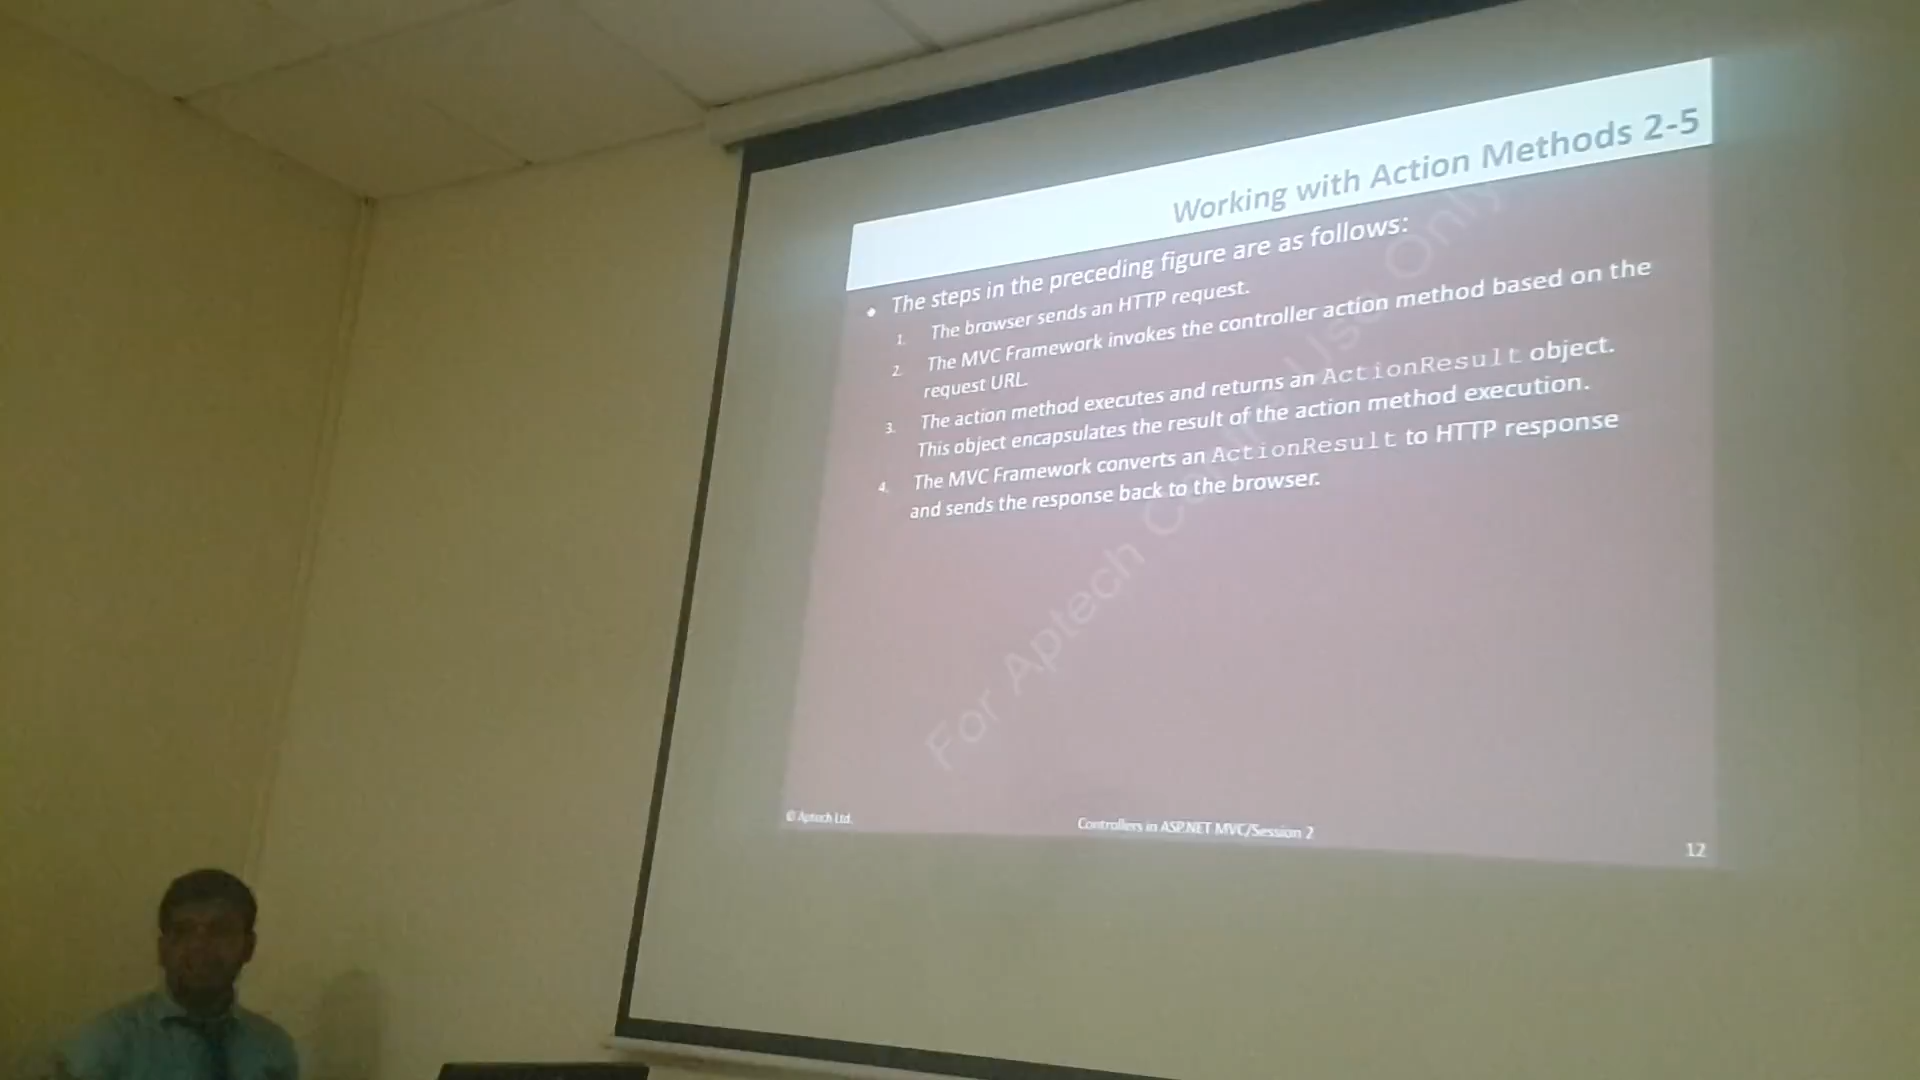 Working with Action Methods 2-5
• The steps in the preceding figure are as follows:
1. The browser sends an HTTP request.
2. The MVC Framework invokes the controller action method based on the
request URL.
3. The action method executes and returns an ActionResult object.
This object encapsulates the result of the action method execution.
4. The MVC Framework converts an ActionResult to HTTP response
and sends the response back to the browser.
For Aptech Centre Use Only
© Aptech Ltd.
Controllers in ASP.NET MVC/Session 2
12